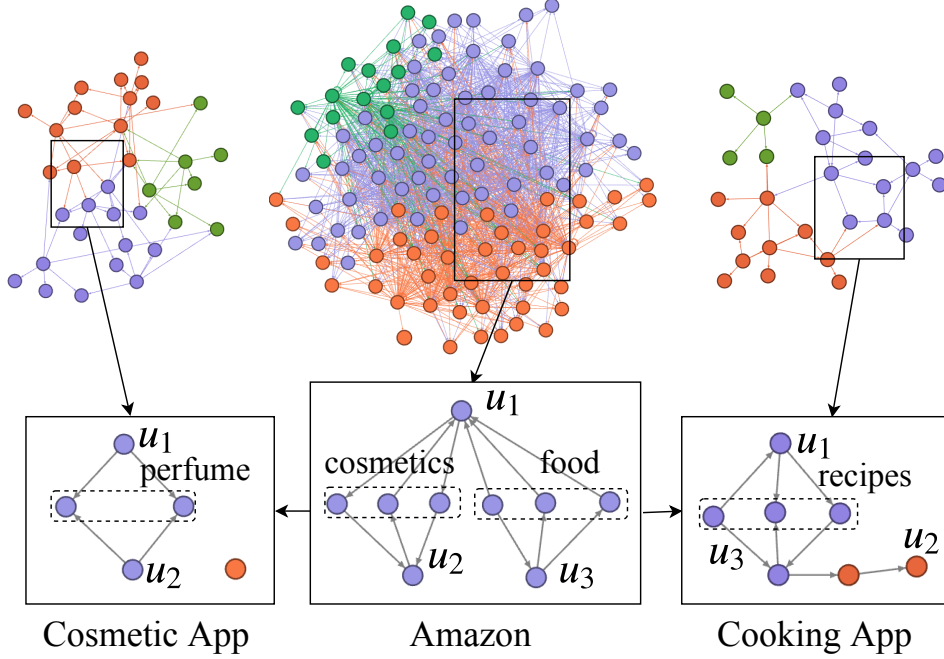 u1
perfume
u2
u1
cosmetics
food
u2
u3
u1
recipes
u3
u2
Cosmetic App
Amazon
Cooking App